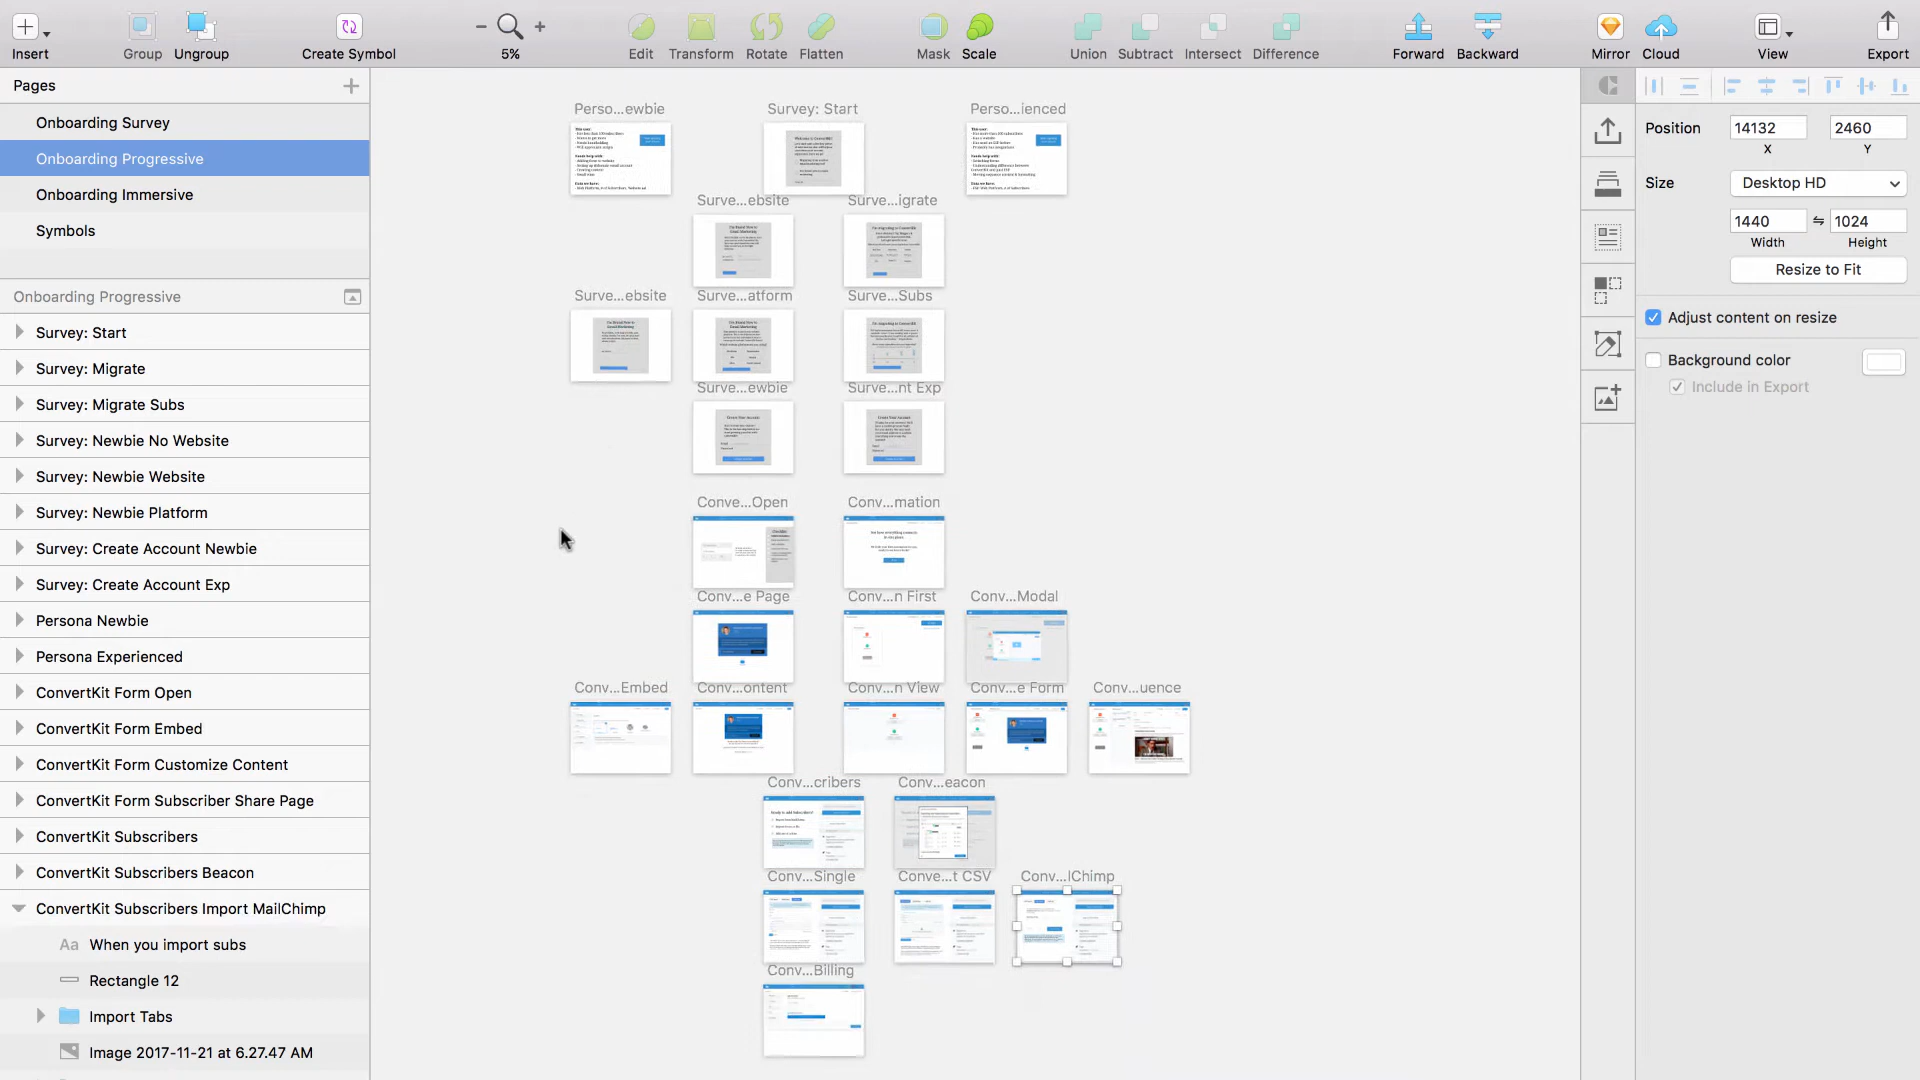 Insert
Group
Ungroup
Create Symbol
5%
Edit
Transform
Rotate
Flatten
Mask
Scale
Union
Subtract
Intersect
Difference
Forward
Backward
Mirror
Cloud
View
Export
Pages
Onboarding Survey
Onboarding Progressive
Onboarding Immersive
Symbols
Onboarding Progressive
Survey: Start
Survey: Migrate
Survey: Migrate Subs
Survey: Newbie No Website
Survey: Newbie Website
Survey: Newbie Platform
Survey: Create Account Newbie
Survey: Create Account Exp
Persona Newbie
Persona Experienced
ConvertKit Form Open
ConvertKit Form Embed
ConvertKit Form Customize Content
ConvertKit Form Subscriber Share Page
ConvertKit Subscribers
ConvertKit Subscribers Beacon
ConvertKit Subscribers Import MailChimp
Aa When you import subs
Rectangle 12
Import Tabs
Image 2017-11-21 at 6.27.47 AM
Perso...ewbie
Survey: Start
Perso...ienced
Surve...ebsite
Surve...igrate
Surve...ebsite
Surve...atform
Surve...Subs
Surve...ewbie
Surve...nt Exp
Conve...Open
Conv...mation
Conv...e Page
Conv...n First
Conv...Modal
Conv...Embed
Conv...ontent
Conv...n View
Conv...e Form
Conv...uence
Conv...cribers
Conv...eacon
Conv...Single
Conve...t CSV
Conv...lChimp
Conv...Billing
Position
14132
2460
X
Y
Size
Desktop HD
1440
1024
Width
Height
Resize to Fit
Adjust content on resize
Background color
Include in Export